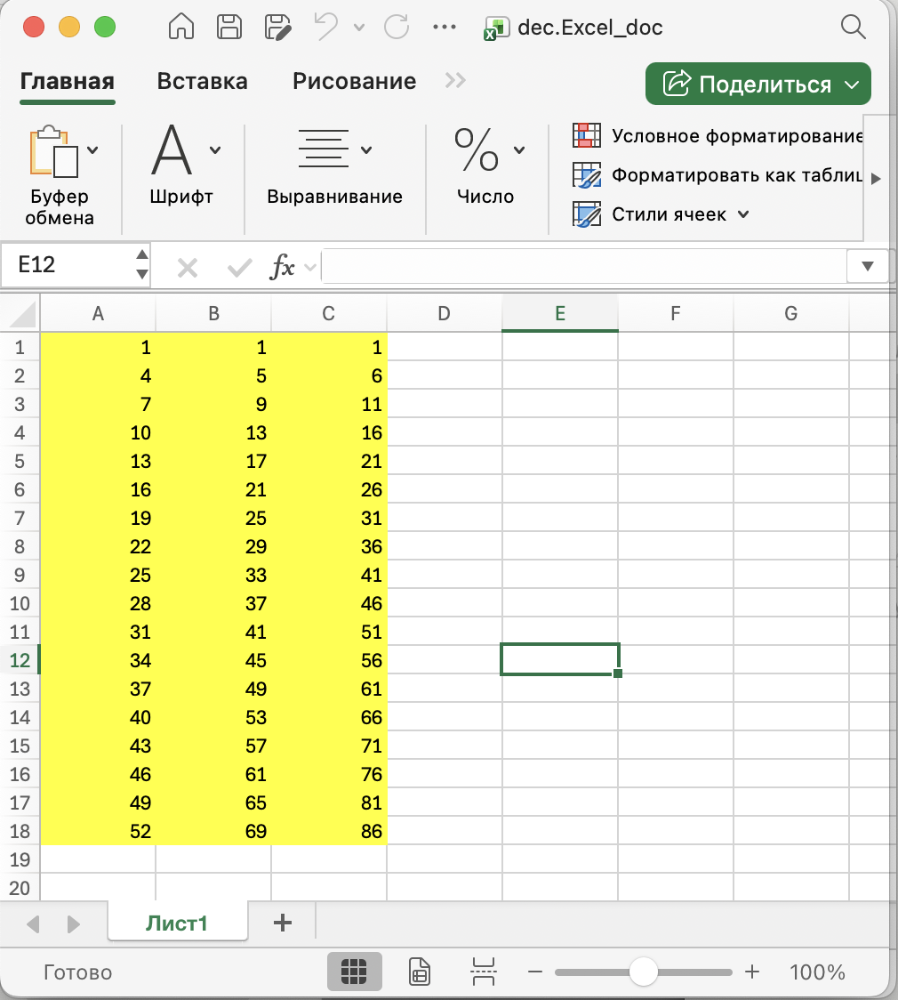 dec.Excel_doc
Главная Вставка Рисование Поделиться
Условное форматирование
Форматировать как таблиц
Стили ячеек
Буфер обмена Шрифт Выравнивание % Число
E12 fx
A B C D E F G
1 1 1 1
2 4 5 6
3 7 9 11
4 10 13 16
5 13 17 21
6 16 21 26
7 19 25 31
8 22 29 36
9 25 33 41
10 28 37 46
11 31 41 51
12 34 45 56
13 37 49 61
14 40 53 66
15 43 57 71
16 46 61 76
17 49 65 81
18 52 69 86
19
20
Лист1
Готово 100%